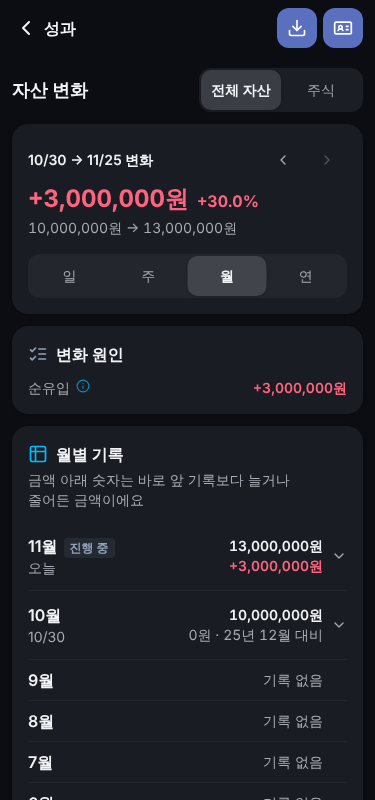 성과
자산 변화
전체 자산
주식
10/30 → 11/25 변화
+3,000,000원 +30.0%
10,000,000원 → 13,000,000원
일
주
월
연
변화 원인
순유입
+3,000,000원
월별 기록
금액 아래 숫자는 바로 앞 기록보다 늘거나
줄어든 금액이에요
11월 진행 중
13,000,000원
오늘
+3,000,000원
10월
10,000,000원
10/30
0원 · 25년 12월 대비
9월
기록 없음
8월
기록 없음
7월
기록 없음